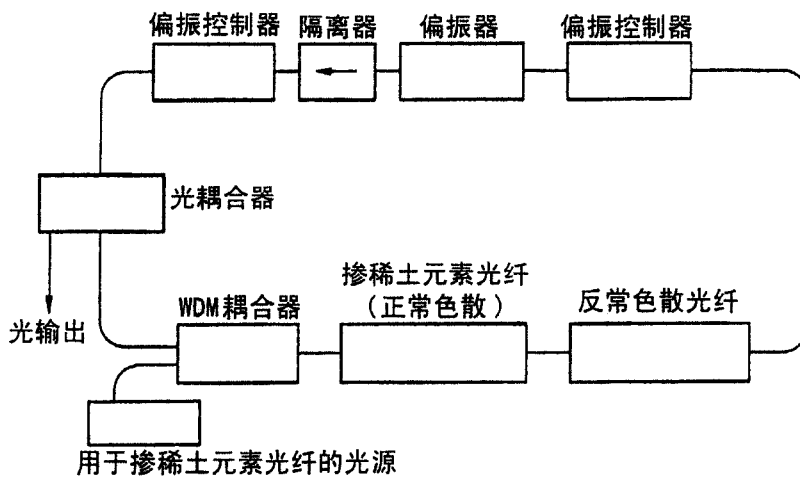 偏振控制器
隔离器
偏振器
偏振控制器
光耦合器
光输出
WDM耦合器
掺稀土元素光纤
(正常色散)
反常色散光纤
用于掺稀土元素光纤的光源